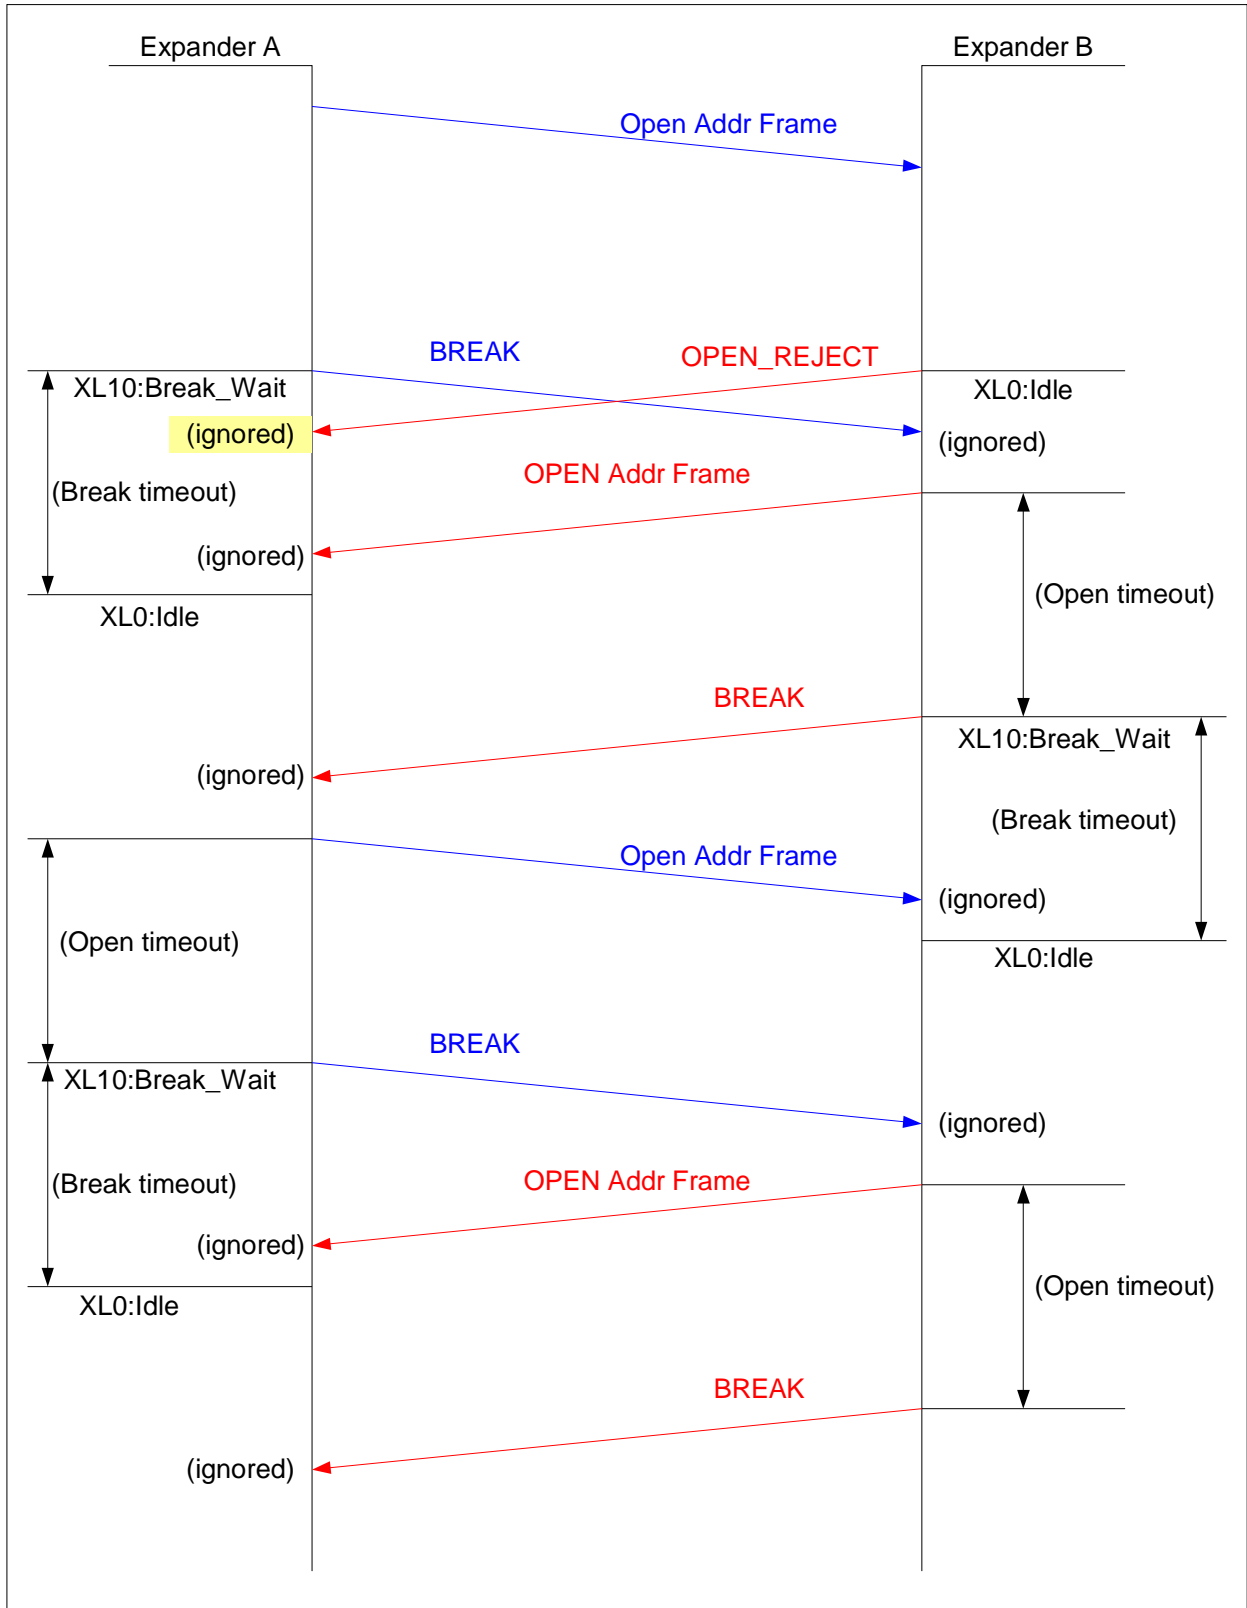 Expander A
Expander B
Open Addr Frame
BREAK
OPEN_REJECT
XL10:Break_Wait
XL0:Idle
(ignored)
(ignored)
OPEN Addr Frame
(Break timeout)
(ignored)
(Open timeout)
XL0:Idle
BREAK
XL10:Break_Wait
(ignored)
(Break timeout)
Open Addr Frame
(ignored)
(Open timeout)
XL0:Idle
BREAK
XL10:Break_Wait
(ignored)
OPEN Addr Frame
(Break timeout)
(ignored)
(Open timeout)
XL0:Idle
BREAK
(ignored)